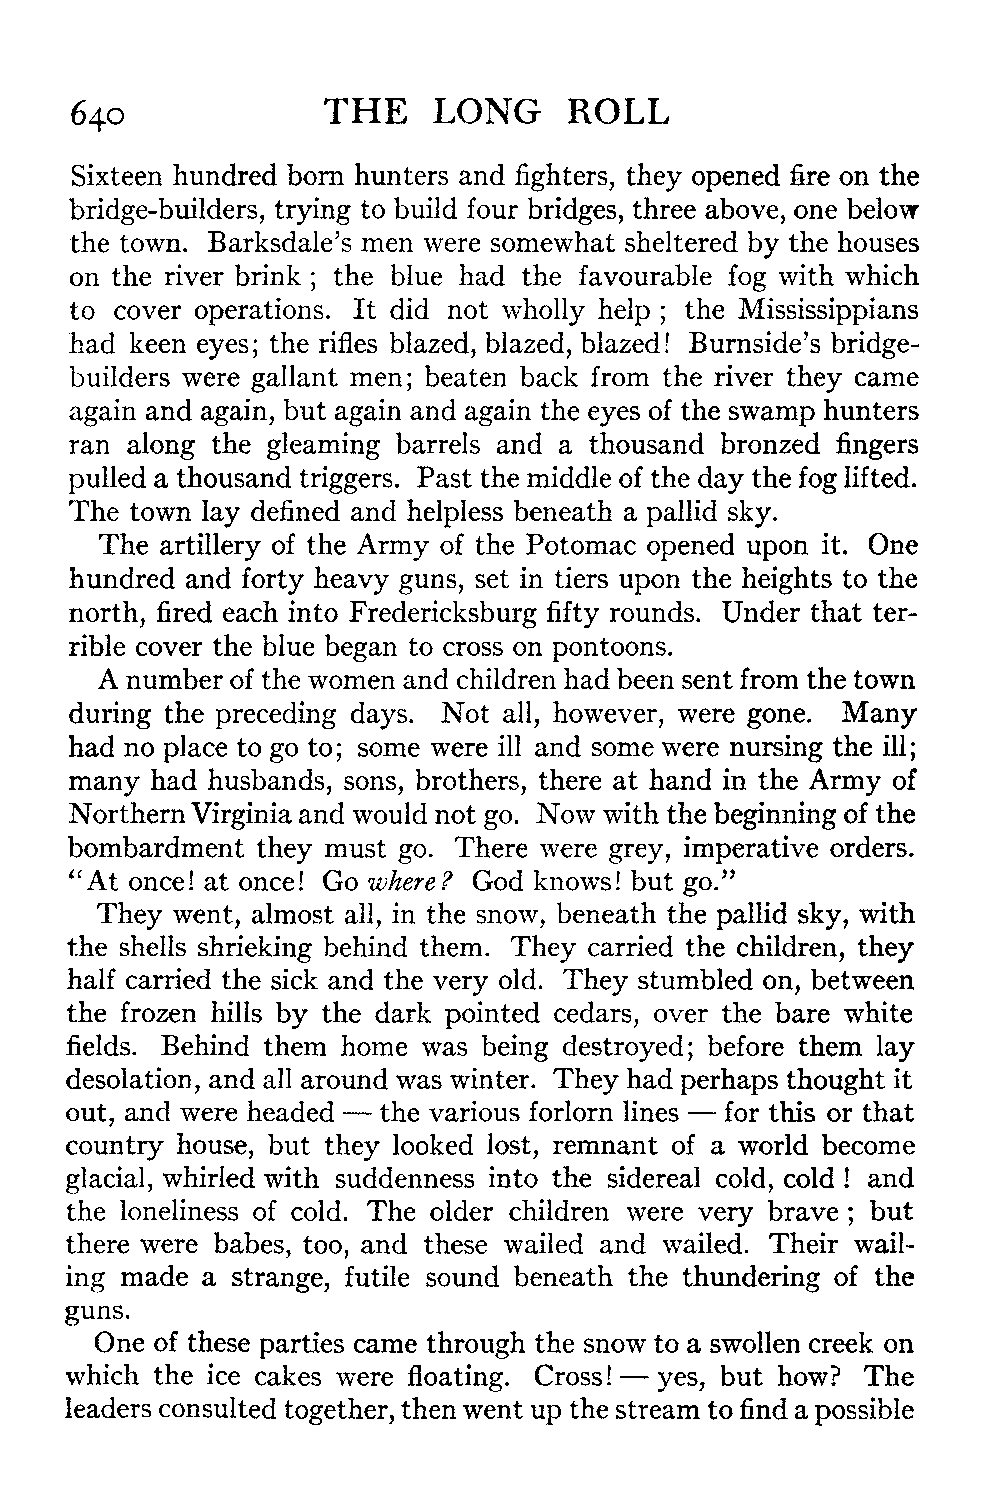 640 THE LONG ROLL
Sixteen hundred born hunters and fighters, they opened fire on the
bridge-builders, trying to build four bridges, three above, one below
the town. Barksdale's men were somewhat sheltered by the houses
on the river brink ; the blue had the favourable fog with which
to cover operations. It did not wholly help ; the Mississippians
had keen eyes; the rifles blazed, blazed, blazed! Burnside's bridge-
builders were gallant men; beaten back from the river they came
again and again, but again and again the eyes of the swamp hunters
ran along the gleaming barrels and a thousand bronzed fingers
pulled a thousand triggers. Past the middle of the day the fog lifted.
The town lay defined and helpless beneath a pallid sky.
The artillery of the Army of the Potomac opened upon it. One
hundred and forty heavy guns, set in tiers upon the heights to the
north, fired each into Fredericksburg fifty rounds. Under that ter-
rible cover the blue began to cross on pontoons.
A number of the women and children had been sent from the town
during the preceding days. Not all, however, were gone. Many
had no place to go to; some were ill and some were nursing the ill;
many had husbands, sons, brothers, there at hand in the Army of
Northern Virginia and would not go. Now with the beginning of the
bombardment they must go. There were grey, imperative orders.
"At once! at once! Go where? God knows! but go."
They went, almost all, in the snow, beneath the pallid sky, with
the shells shrieking behind them. They carried the children, they
half carried the sick and the very old. They stumbled on, between
the frozen hills by the dark pointed cedars, over the bare white
fields. Behind them home was being destroyed; before them lay
desolation, and all around was winter. They had perhaps thought it
out, and were headed — the various forlorn lines — for this or that
country house, but they looked lost, remnant of a world become
glacial, whirled with suddenness into the sidereal cold, cold ! and
the loneliness of cold. The older children were very brave ; but
there were babes, too, and these wailed and wailed. Their wail-
ing made a strange, futile sound beneath the thundering of the
guns.
One of these parties came through the snow to a swollen creek on
which the ice cakes were floating. Cross! — yes, but how? The
leaders consulted together, then went up the stream to find a possible